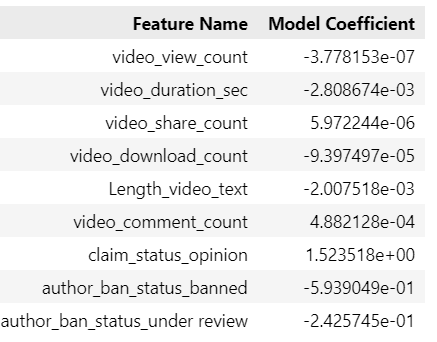 Feature Name Model Coefficient
video_view_count -3.778153e-07
video_duration_sec -2.808674e-03
video_share_count 5.972244e-06
video_download_count -9.397497e-05
Length_video_text -2.007518e-03
video_comment_count 4.882128e-04
claim_status_opinion 1.523518e+00
author_ban_status_banned -5.939049e-01
author_ban_status_under review -2.425745e-01